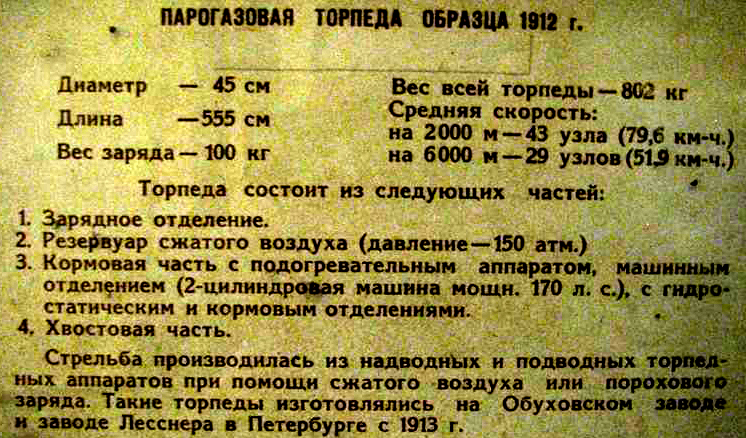 ПАРОГАЗОВАЯ ТОРПЕДА ОБРАЗЦА 1912 г.
Диаметр — 45 см
Длина — 555 см
Вес заряда — 100 кг
Вес всей торпеды — 802 кг
Средняя скорость:
на 2000 м — 43 узла (79,6 км-ч.)
на 6000 м — 29 узлов (51,9 км-ч.)
Торпеда состоит из следующих частей:
1. Зарядное отделение.
2. Резервуар сжатого воздуха (давление — 150 атм.)
3. Кормовая часть с подогревательным аппаратом, машинным
отделением (2-цилиндровая машина мощн. 170 л. с.), с гидро-
статическим и кормовым отделениями.
4. Хвостовая часть.
Стрельба производилась из надводных и подводных торпед-
ных аппаратов при помощи сжатого воздуха или порохового
заряда. Такие торпеды изготовлялись на Обуховском заводе
и заводе Лесснера в Петербурге с 1913 г.